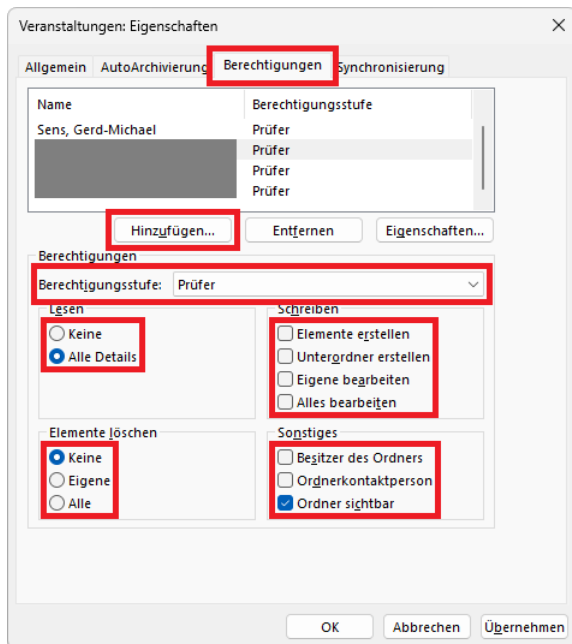 Veranstaltungen: Eigenschaften
Allgemein AutoArchivierung Berechtigungen Synchronisierung
Name Berechtigungsstufe
Sens, Gerd-Michael Prüfer
Prüfer
Prüfer
Prüfer
Hinzufügen... Entfernen Eigenschaften...
Berechtigungen
Berechtigungsstufe: Prüfer
Lesen Schreiben
Keine Elemente erstellen
Alle Details Unterordner erstellen
Eigene bearbeiten
Alles bearbeiten
Elemente löschen Sonstiges
Keine Besitzer des Ordners
Eigene Ordnerkontaktperson
Alle Ordner sichtbar
OK Abbrechen Übernehmen